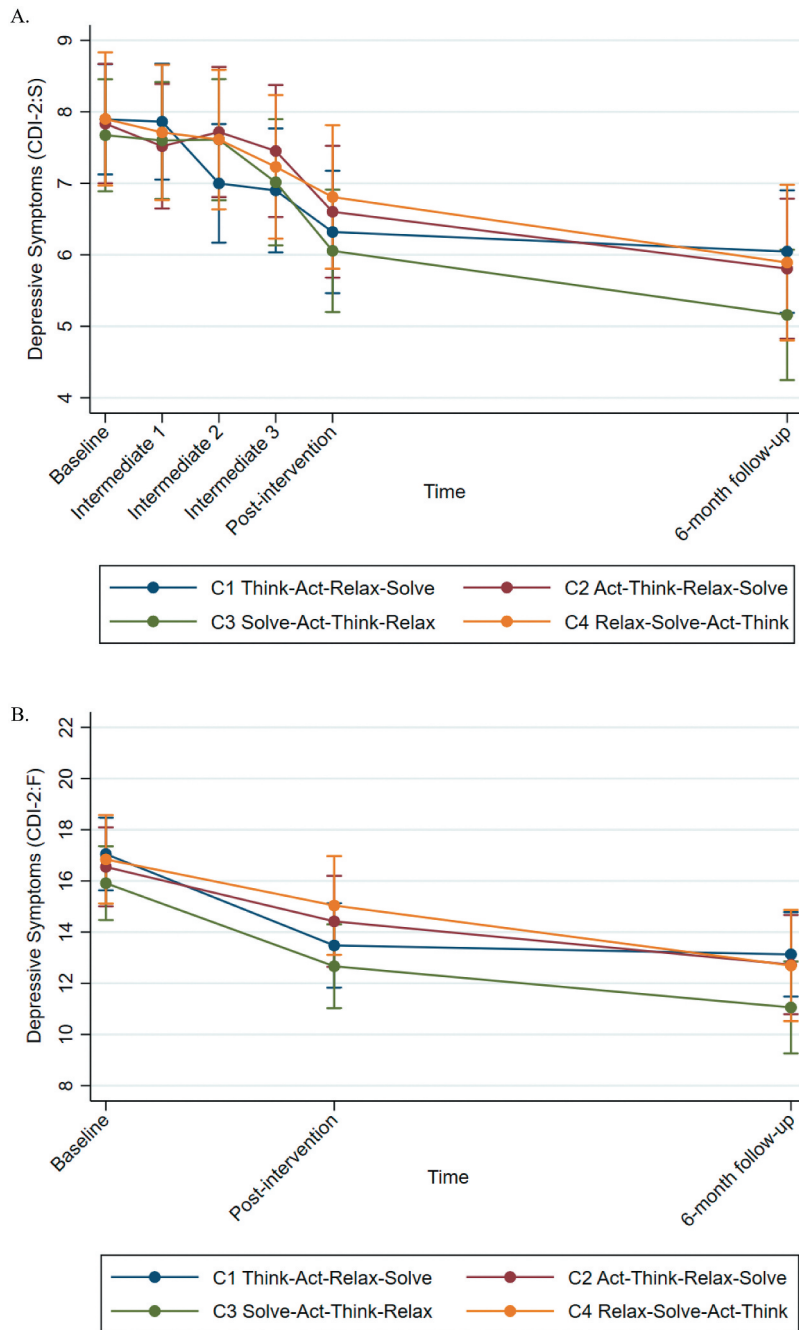 A.
Depressive Symptoms (CDI-2:S)
9
8
7
6
5
4
Baseline
Intermediate 1
Intermediate 2
Intermediate 3
Post-intervention
6-month follow-up
Time
C1 Think-Act-Relax-Solve
C2 Act-Think-Relax-Solve
C3 Solve-Act-Think-Relax
C4 Relax-Solve-Act-Think
B.
Depressive Symptoms (CDI-2:F)
22
20
18
16
14
12
10
8
Baseline
Post-intervention
6-month follow-up
Time
C1 Think-Act-Relax-Solve
C2 Act-Think-Relax-Solve
C3 Solve-Act-Think-Relax
C4 Relax-Solve-Act-Think